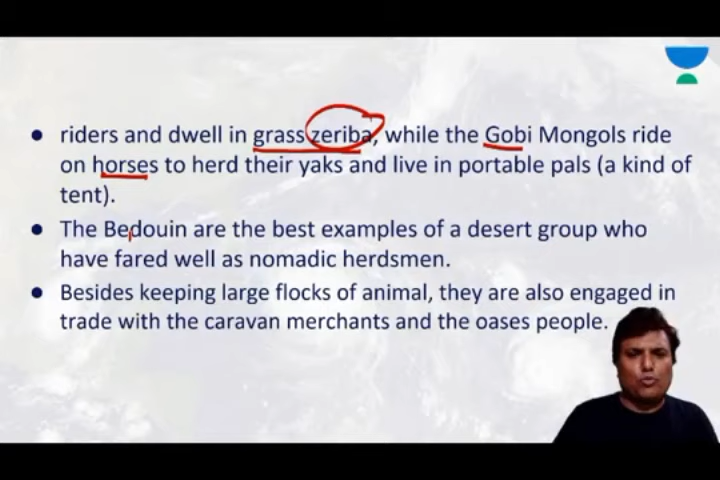 riders and dwell in grass zeriba, while the Gobi Mongols ride
on horses to herd their yaks and live in portable pals (a kind of
tent).
The Bedouin are the best examples of a desert group who
have fared well as nomadic herdsmen.
Besides keeping large flocks of animal, they are also engaged in
trade with the caravan merchants and the oases people.